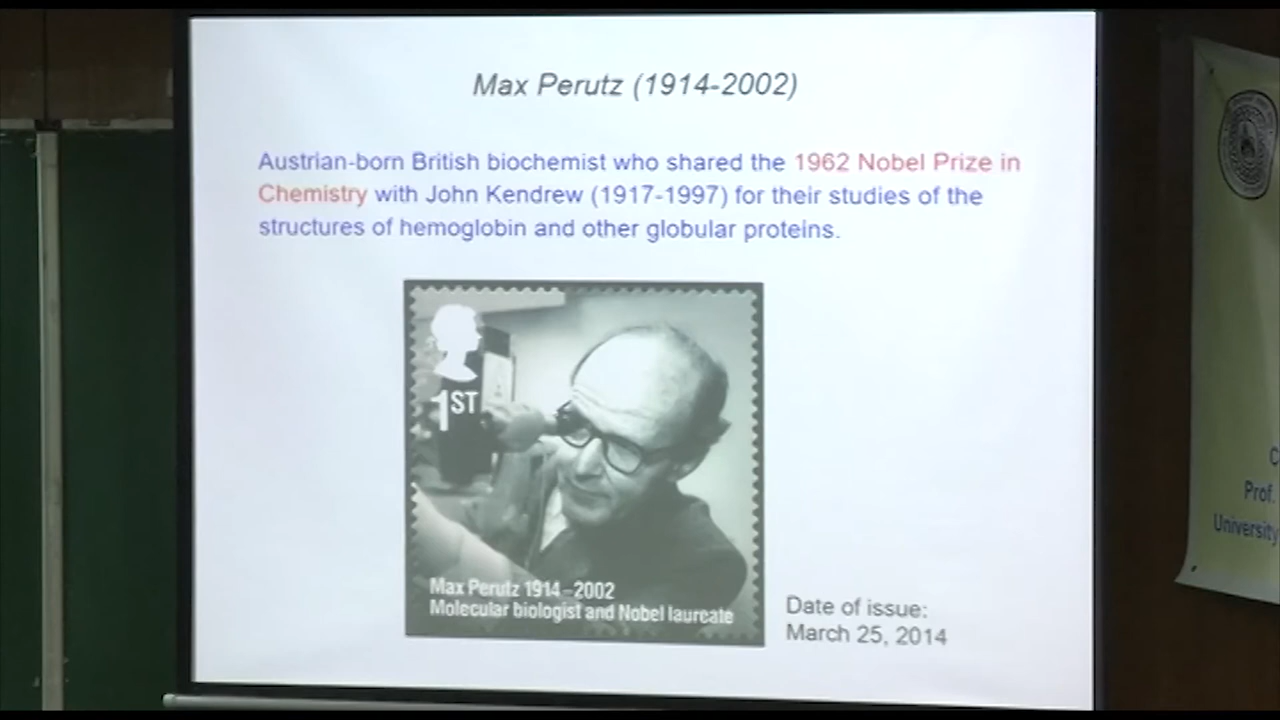 Max Perutz (1914-2002)
Austrian-born British biochemist who shared the 1962 Nobel Prize in
Chemistry with John Kendrew (1917-1997) for their studies of the
structures of hemoglobin and other globular proteins.
1ST
Max Perutz 1914–2002
Molecular biologist and Nobel laureate
Date of issue:
March 25, 2014
Prof.
University